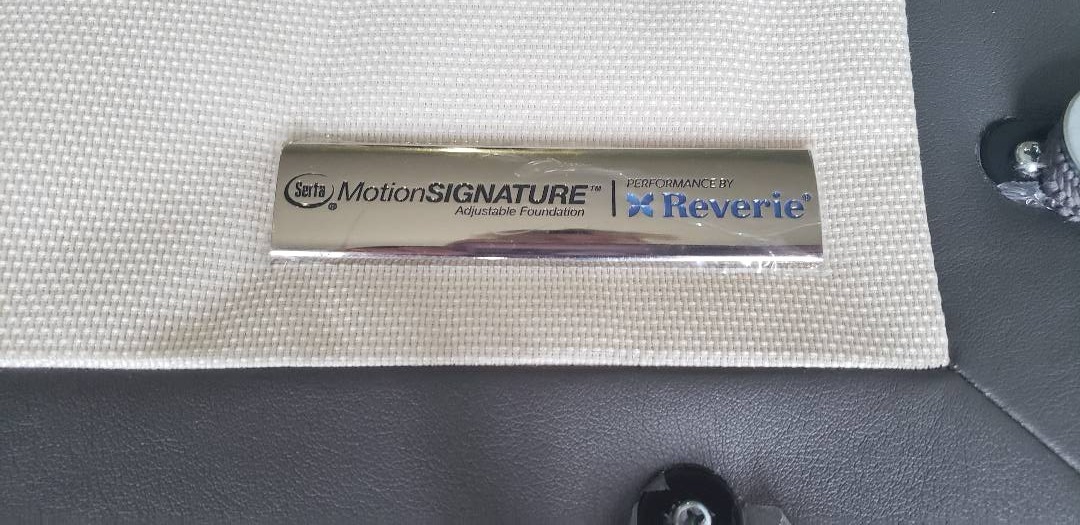 Serta® MotionSIGNATURE™
Adjustable Foundation
PERFORMANCE BY
Reverie®